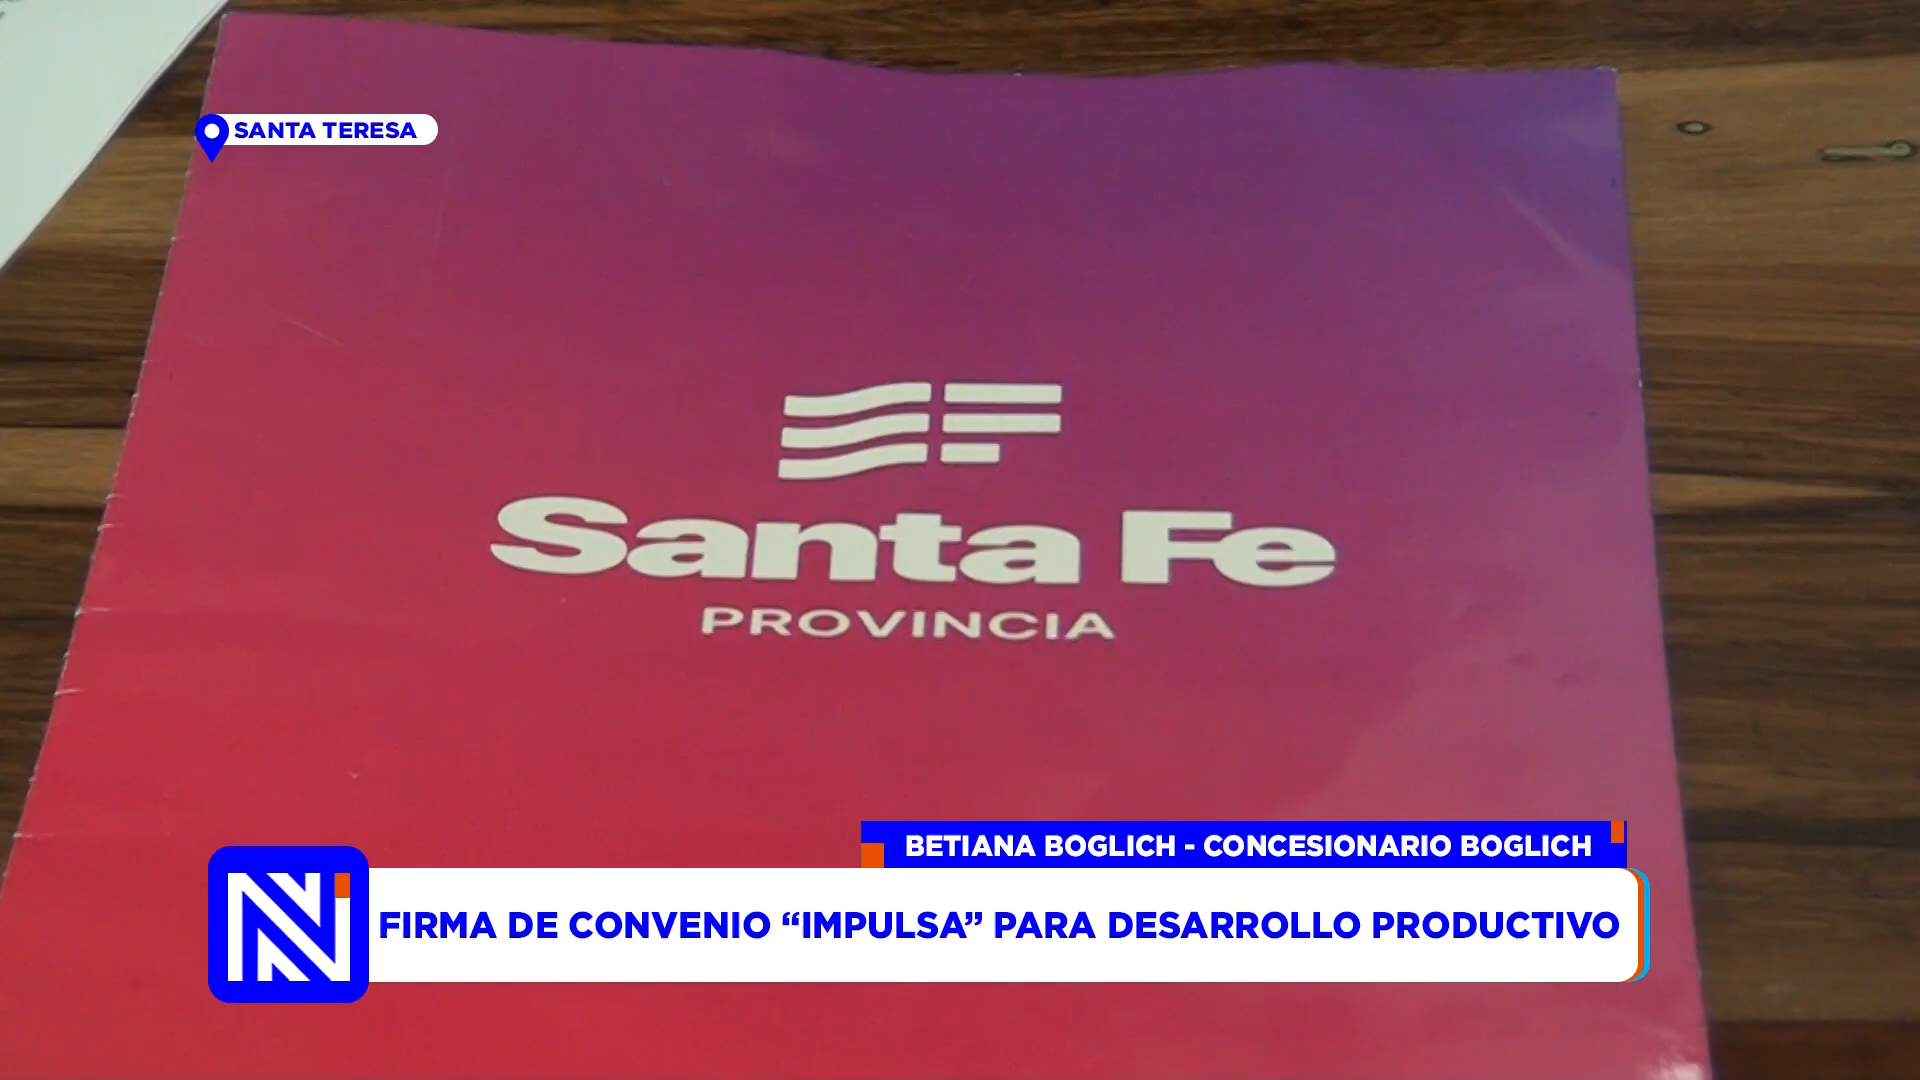 SANTA TERESA
Santa Fe
PROVINCIA
BETIANA BOGLICH - CONCESIONARIO BOGLICH
FIRMA DE CONVENIO “IMPULSA” PARA DESARROLLO PRODUCTIVO